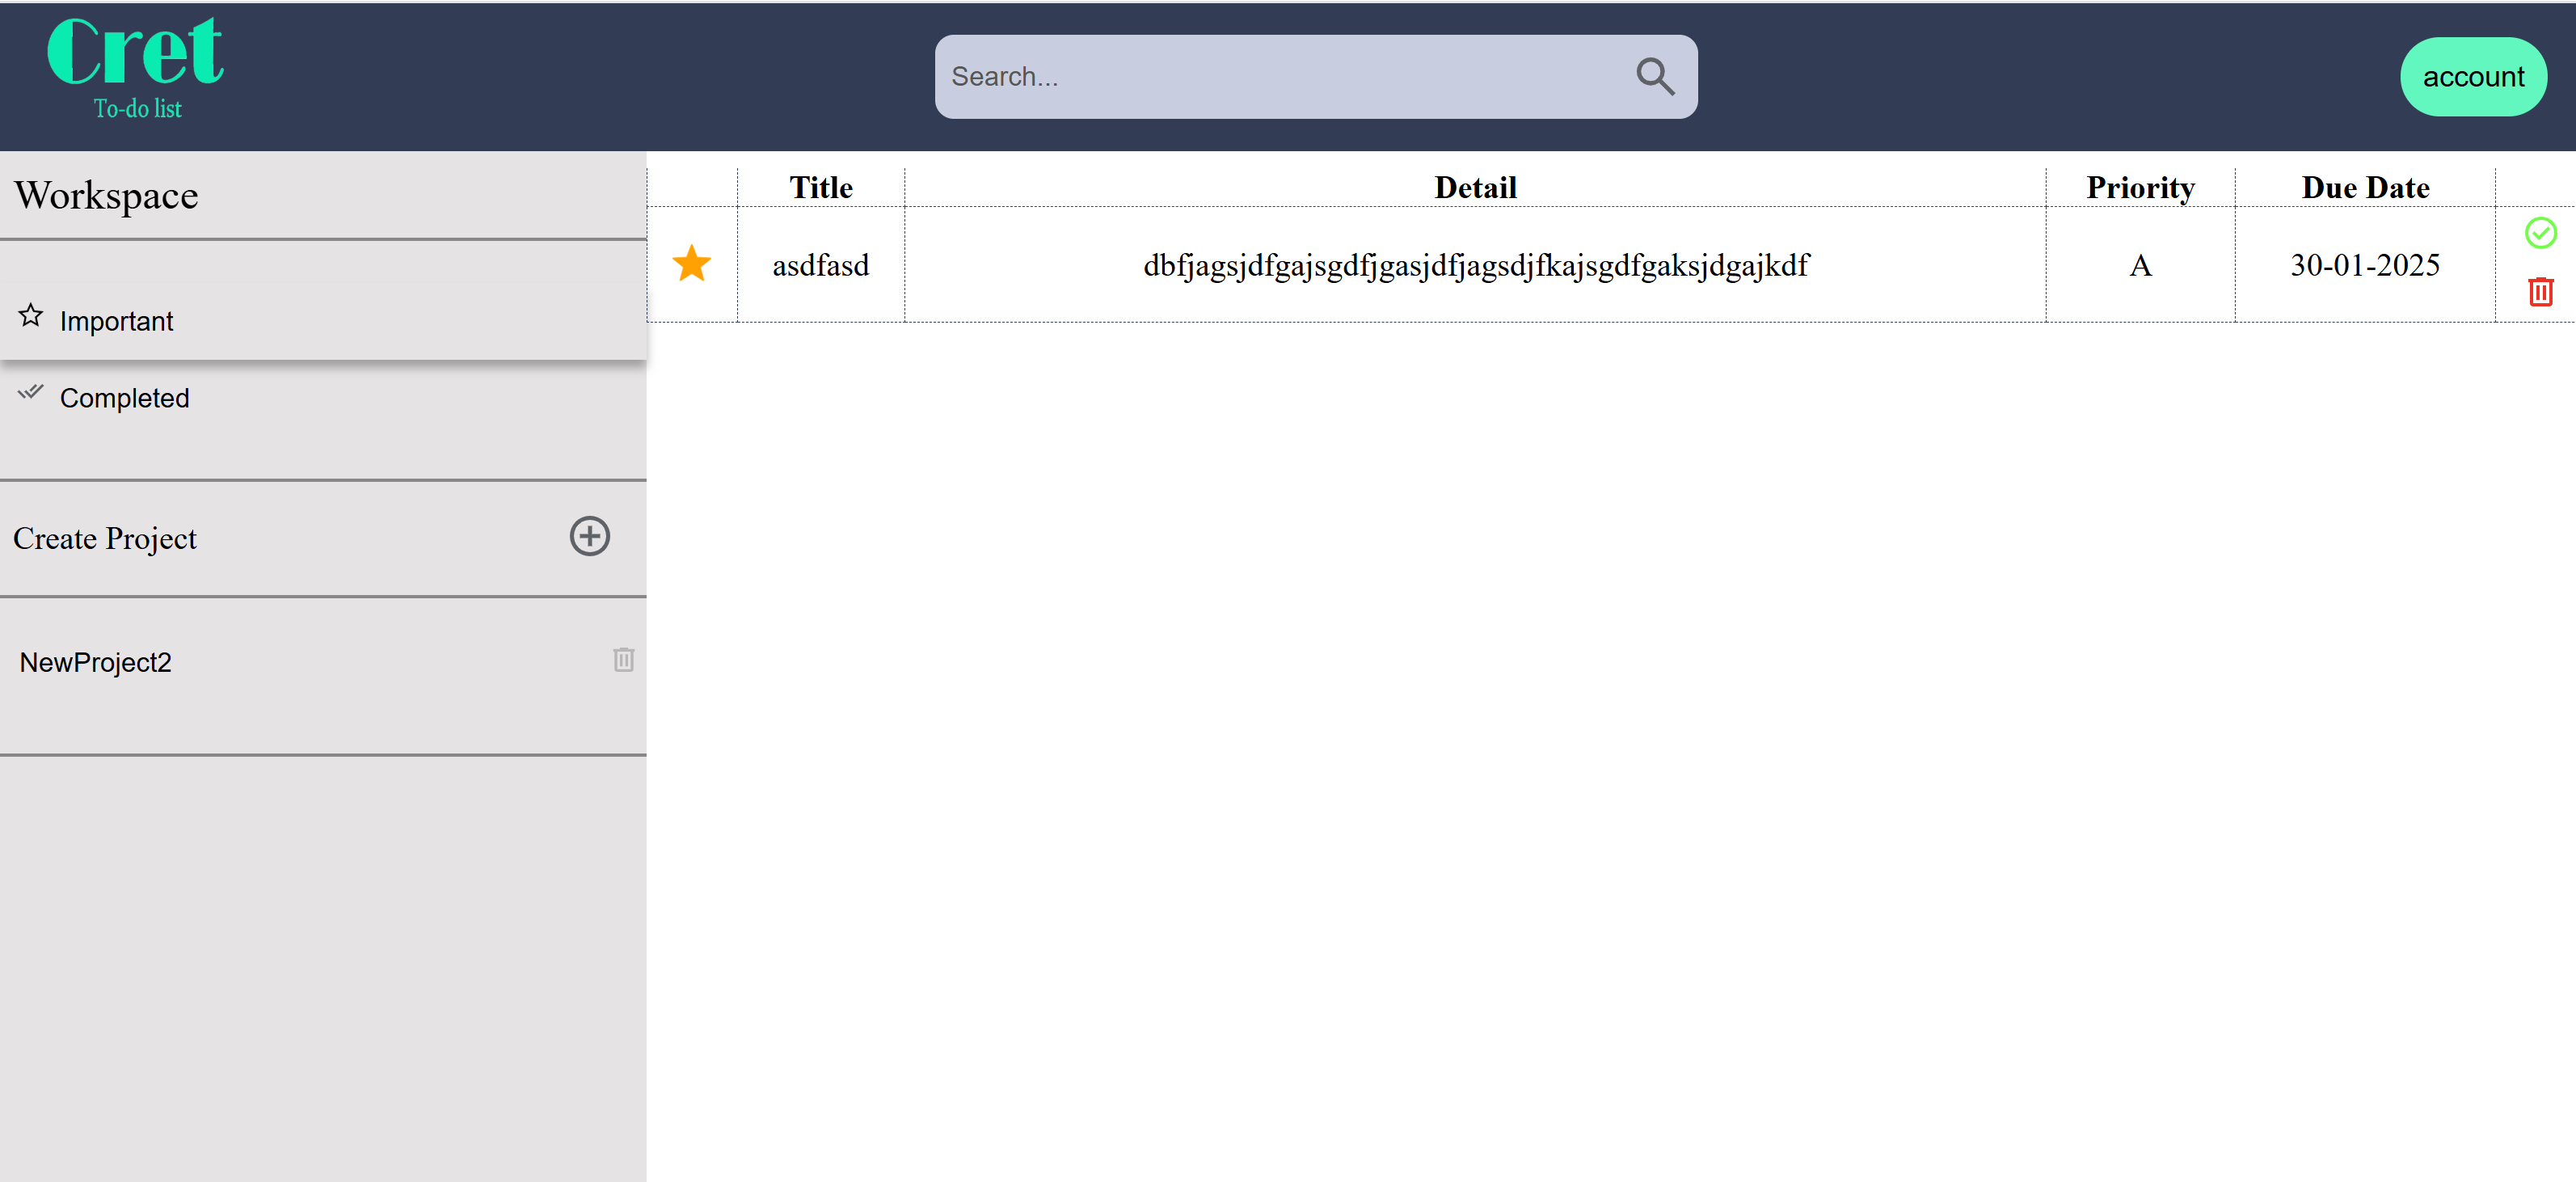 Cret
To-do list
Search...
account
Workspace
Important
Completed
Create Project
NewProject2
Title Detail Priority Due Date
asdfasd dbfjagsjdfgajsgdfjgasjdfjagsdjfkajsgdfgaksjdgajkdf A 30-01-2025